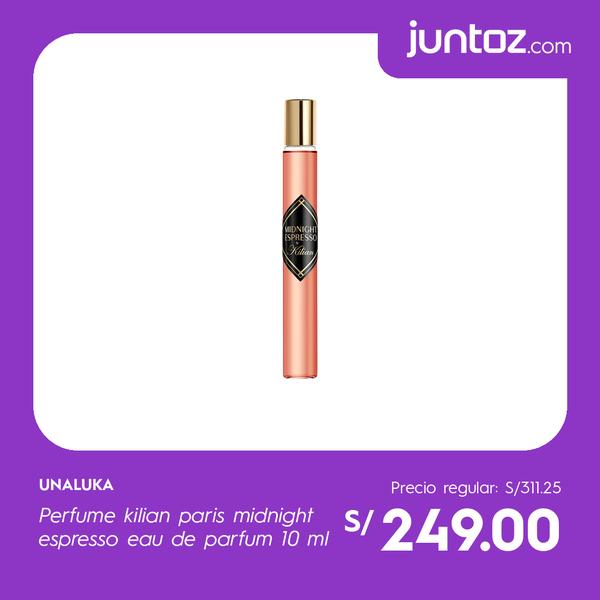 juntoz.com
MIDNIGHT
ESPRESSO
Kilian
UNALUKA
Perfume kilian paris midnight
espresso eau de parfum 10 ml
Precio regular: S/311.25
S/249.00